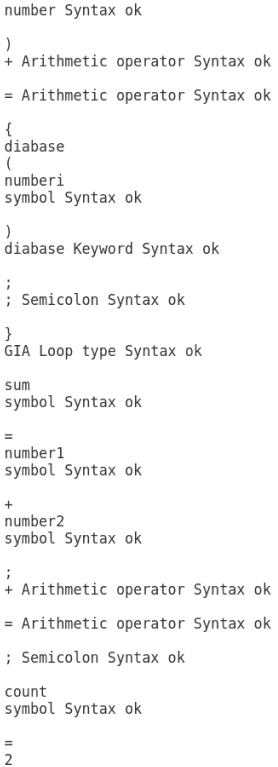 number Syntax ok
)
+ Arithmetic operator Syntax ok
= Arithmetic operator Syntax ok
{
diabase
(
numberi
symbol Syntax ok
)
diabase Keyword Syntax ok
;
; Semicolon Syntax ok
}
GIA Loop type Syntax ok
sum
symbol Syntax ok
=
number1
symbol Syntax ok
+
number2
symbol Syntax ok
;
+ Arithmetic operator Syntax ok
= Arithmetic operator Syntax ok
; Semicolon Syntax ok
count
symbol Syntax ok
=
2